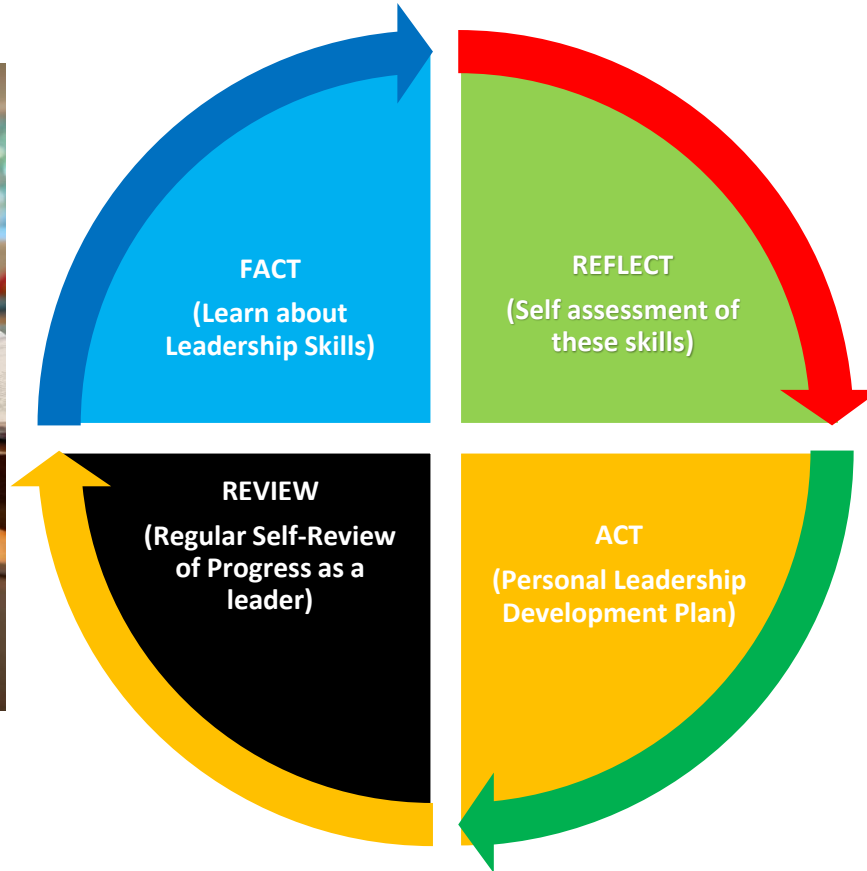 FACT
(Learn about
Leadership Skills)
REFLECT
(Self assessment of
these skills)
REVIEW
(Regular Self-Review
of Progress as a
leader)
ACT
(Personal Leadership
Development Plan)